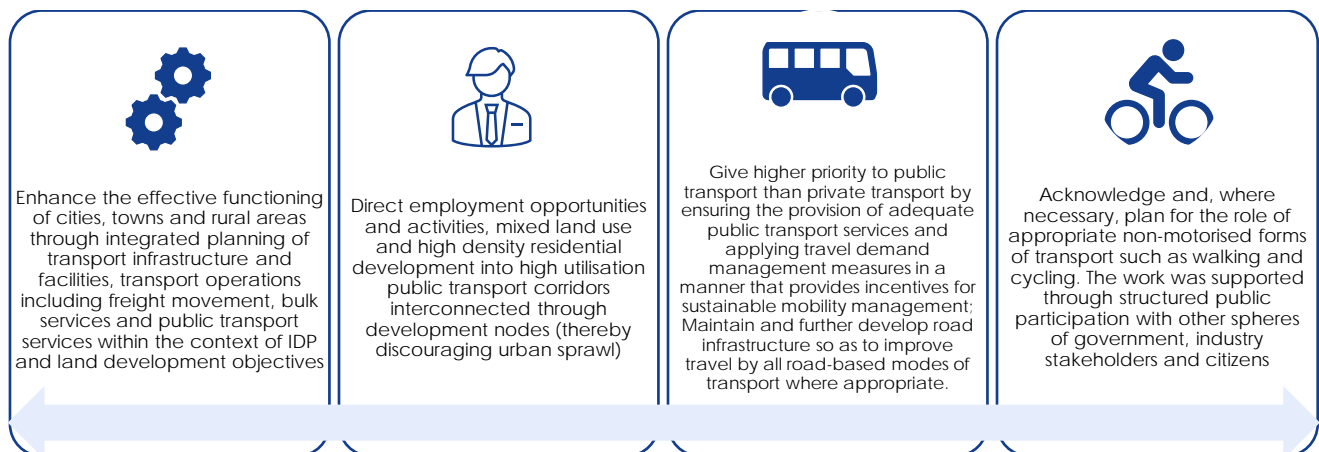 Enhance the effective functioning
of cities, towns and rural areas
through integrated planning of
transport infrastructure and
facilities, transport operations
including freight movement, bulk
services and public transport
services within the context of IDP
and land development objectives
Direct employment opportunities
and activities, mixed land use
and high density residential
development into high utilisation
public transport corridors
interconnected through
development nodes (thereby
discouraging urban sprawl)
Give higher priority to public
transport than private transport by
ensuring the provision of adequate
public transport services and
applying travel demand
management measures in a
manner that provides incentives for
sustainable mobility management;
Maintain and further develop road
infrastructure so as to improve
travel by all road-based modes of
transport where appropriate.
Acknowledge and, where
necessary, plan for the role of
appropriate non-motorised forms
of transport such as walking and
cycling. The work was supported
through structured public
participation with other spheres
of government, industry
stakeholders and citizens